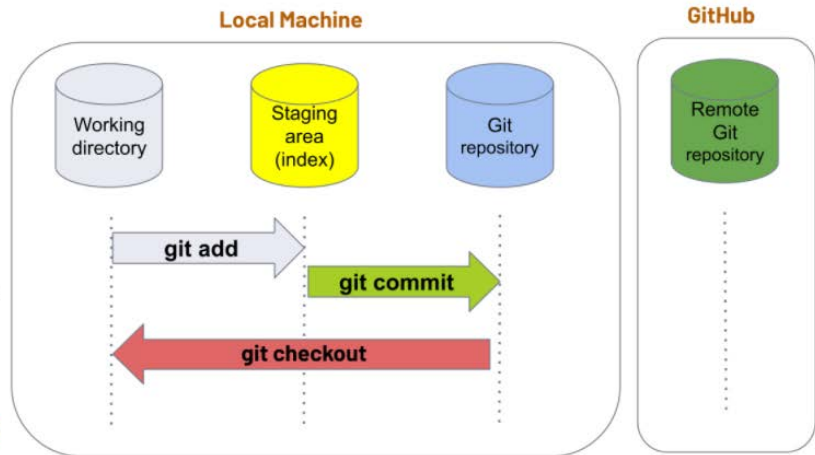 Local Machine
GitHub
Working
directory
Staging
area
(index)
Git
repository
Remote
Git
repository
git add
git commit
git checkout